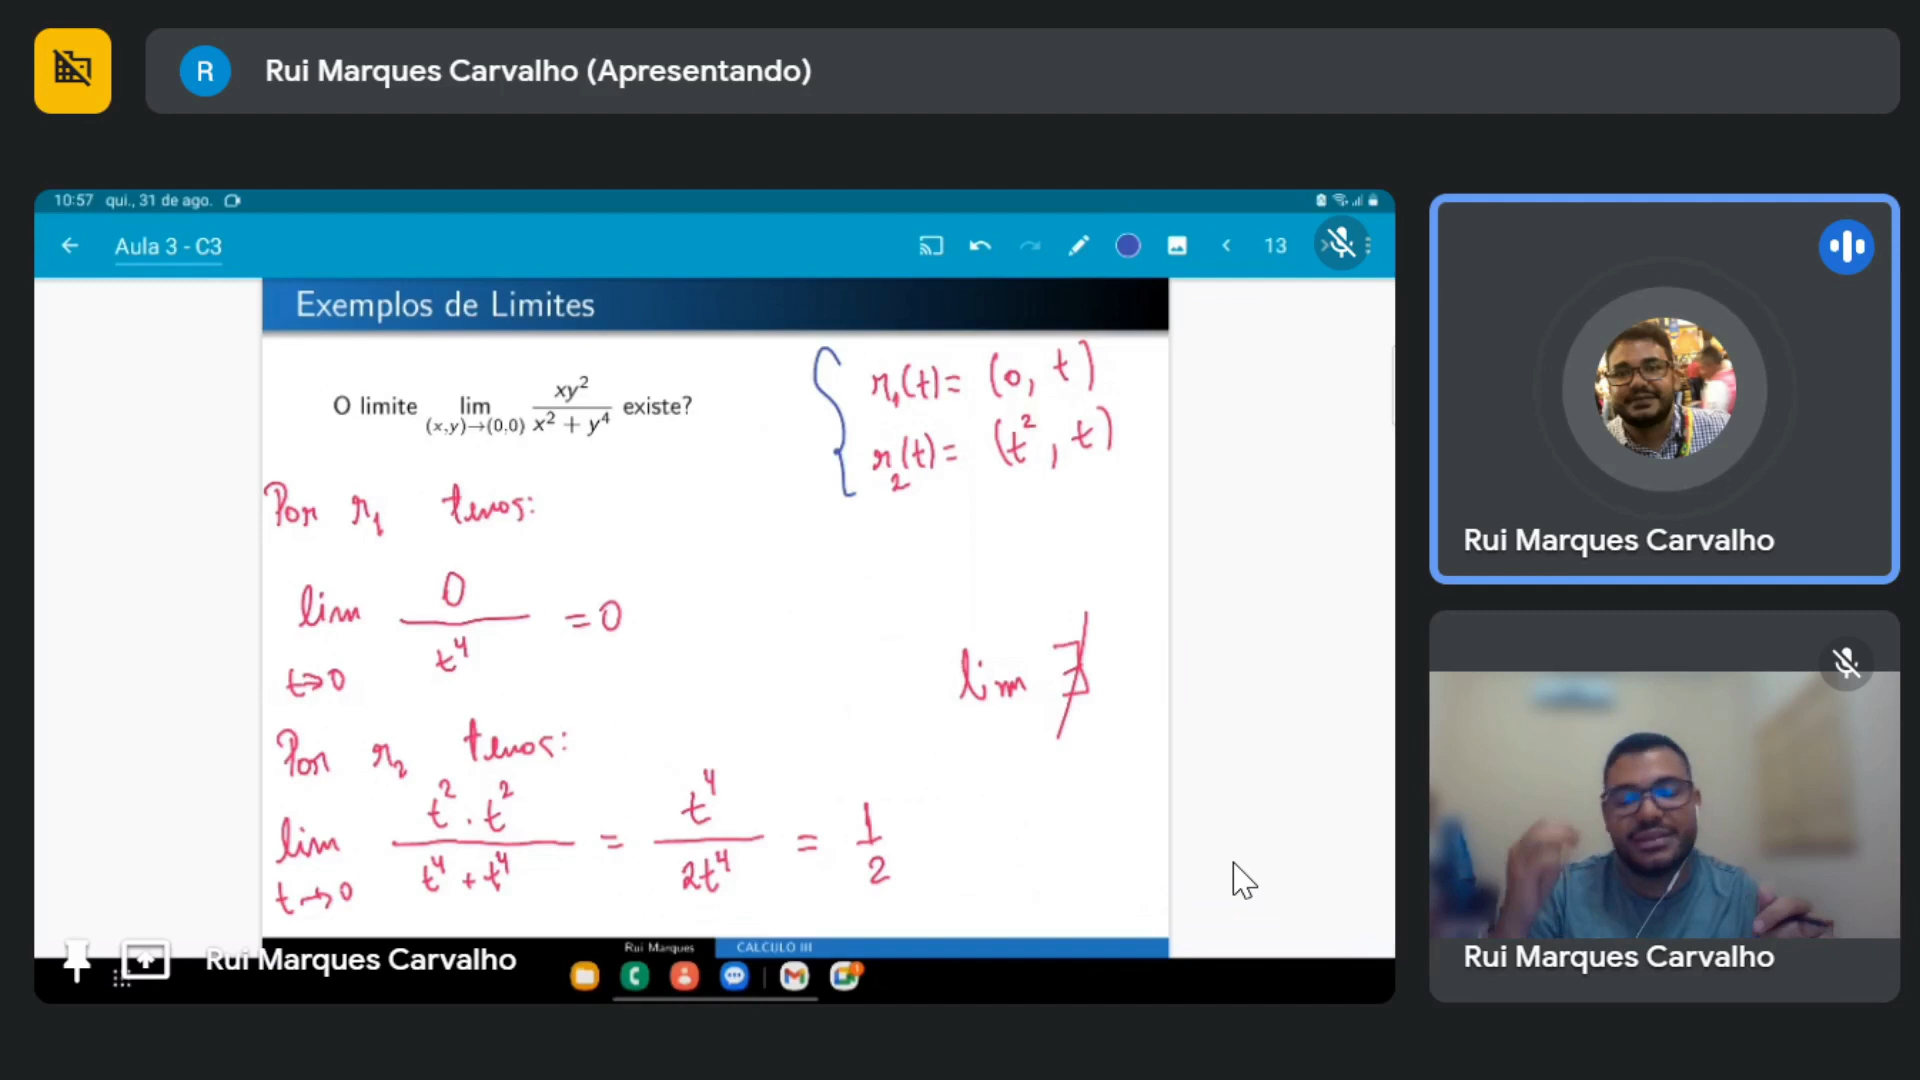 R Rui Marques Carvalho (Apresentando)
10:57 qui., 31 de ago.
Aula 3 - C3
13
Exemplos de Limites
O limite lim (x,y)→(0,0) xy² / x² + y⁴ existe?
r₁(t) = (0, t)
r₂(t) = (t², t)
Por r₁ temos:
lim t→0 0 / t⁴ = 0
lim ∄
Por r₂ temos:
lim t→0 t² . t² / t⁴ + t⁴ = t⁴ / 2t⁴ = 1 / 2
Rui Marques CALCULO III
Rui Marques Carvalho
Rui Marques Carvalho
Rui Marques Carvalho